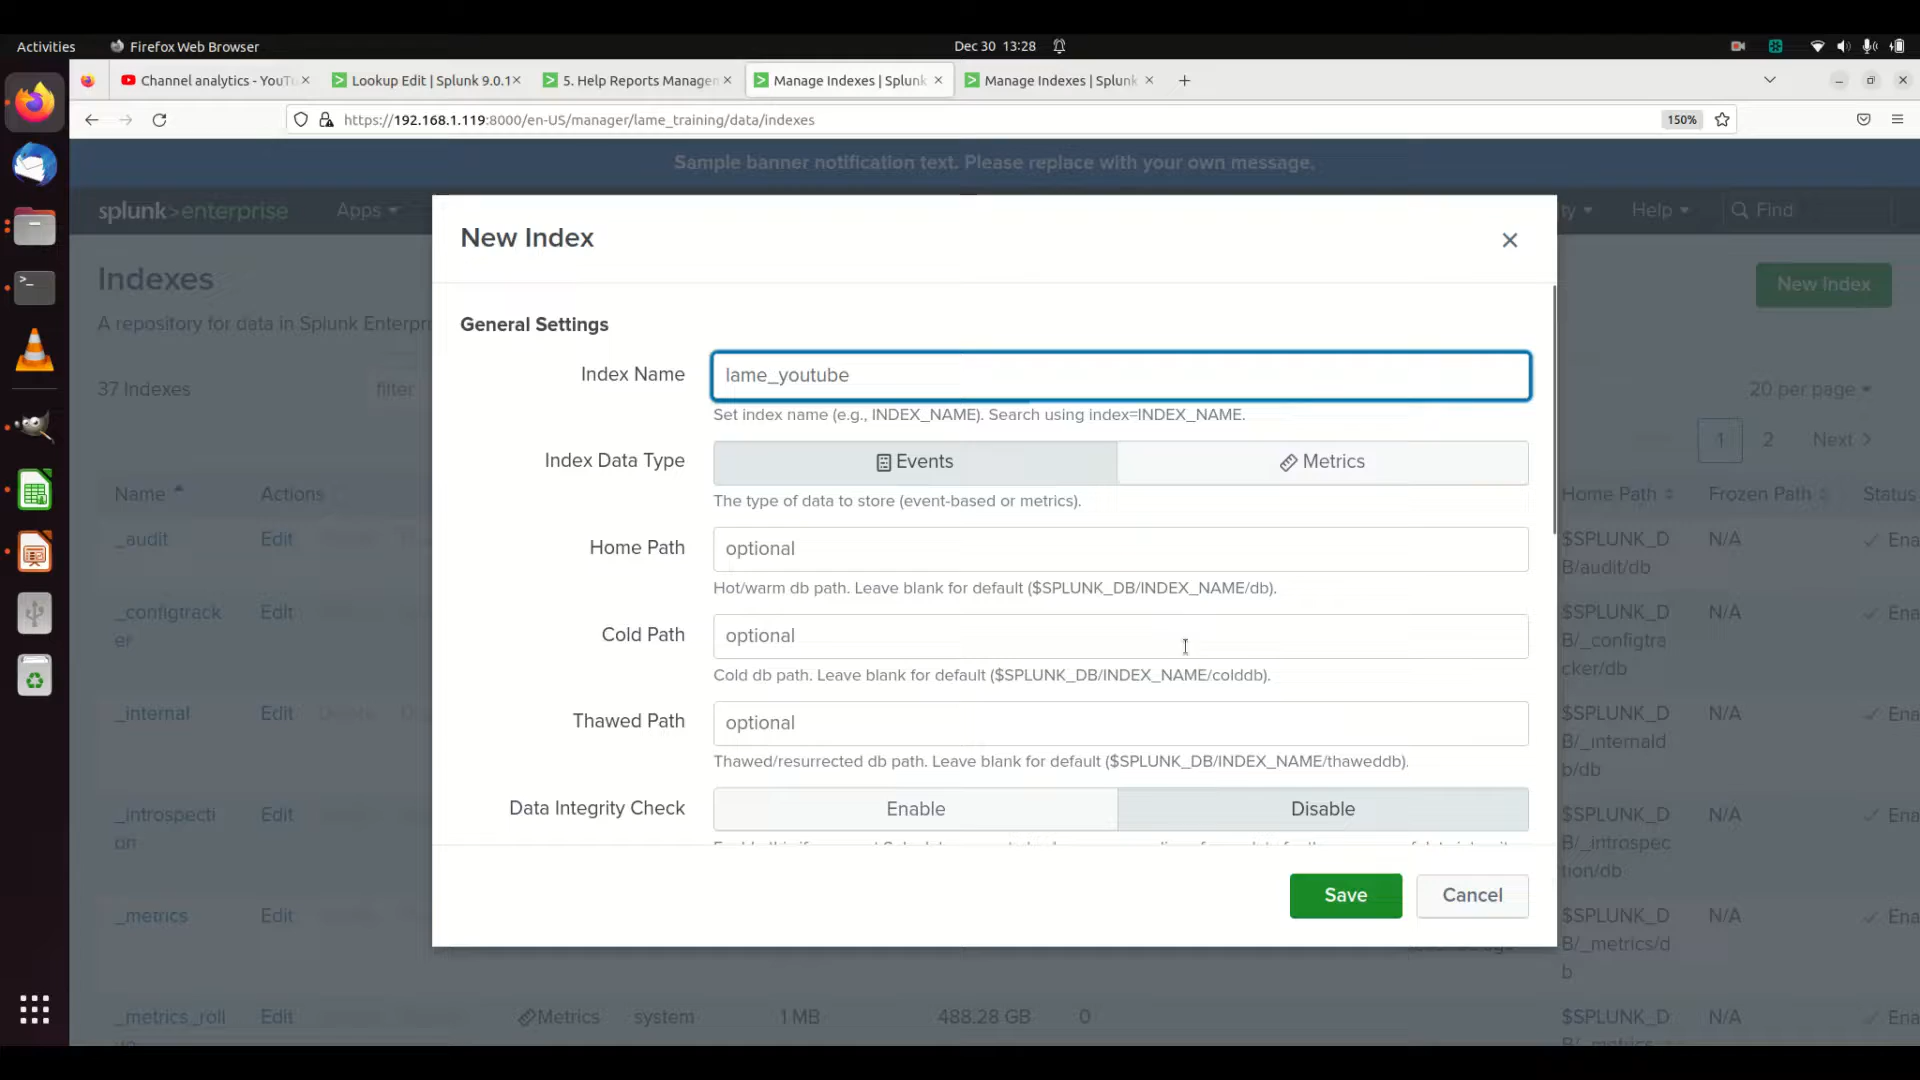 Activities
Firefox Web Browser
Dec 30 13:28
Channel analytics - YouTu
Lookup Edit | Splunk 9.0.1
5. Help Reports Managem
Manage Indexes | Splunk
Manage Indexes | Splunk
https://192.168.1.119:8000/en-US/manager/lame_training/data/indexes
150%
Sample banner notification text. Please replace with your own message.
splunk>enterprise
Apps
ty
Help
Find
Indexes
New Index
A repository for data in Splunk Enterpri
37 Indexes
filter
20 per page
1
2
Next
Name
Actions
Home Path
Frozen Path
Status
_audit
Edit
$SPLUNK_D
B/audit/db
N/A
Ena
_configtrack
er
Edit
$SPLUNK_D
B/_configtra
cker/db
N/A
Ena
_internal
Edit
$SPLUNK_D
B/_internald
b/db
N/A
Ena
_introspecti
on
Edit
$SPLUNK_D
B/_introspec
tion/db
N/A
Ena
_metrics
Edit
$SPLUNK_D
B/_metrics/d
b
N/A
Ena
_metrics_roll
Edit
Metrics
system
1 MB
488.28 GB
0
$SPLUNK_D
N/A
Ena
New Index
General Settings
Index Name
lame_youtube
Set index name (e.g., INDEX_NAME). Search using index=INDEX_NAME.
Index Data Type
Events
Metrics
The type of data to store (event-based or metrics).
Home Path
optional
Hot/warm db path. Leave blank for default ($SPLUNK_DB/INDEX_NAME/db).
Cold Path
optional
Cold db path. Leave blank for default ($SPLUNK_DB/INDEX_NAME/colddb).
Thawed Path
optional
Thawed/resurrected db path. Leave blank for default ($SPLUNK_DB/INDEX_NAME/thaweddb).
Data Integrity Check
Enable
Disable
Save
Cancel